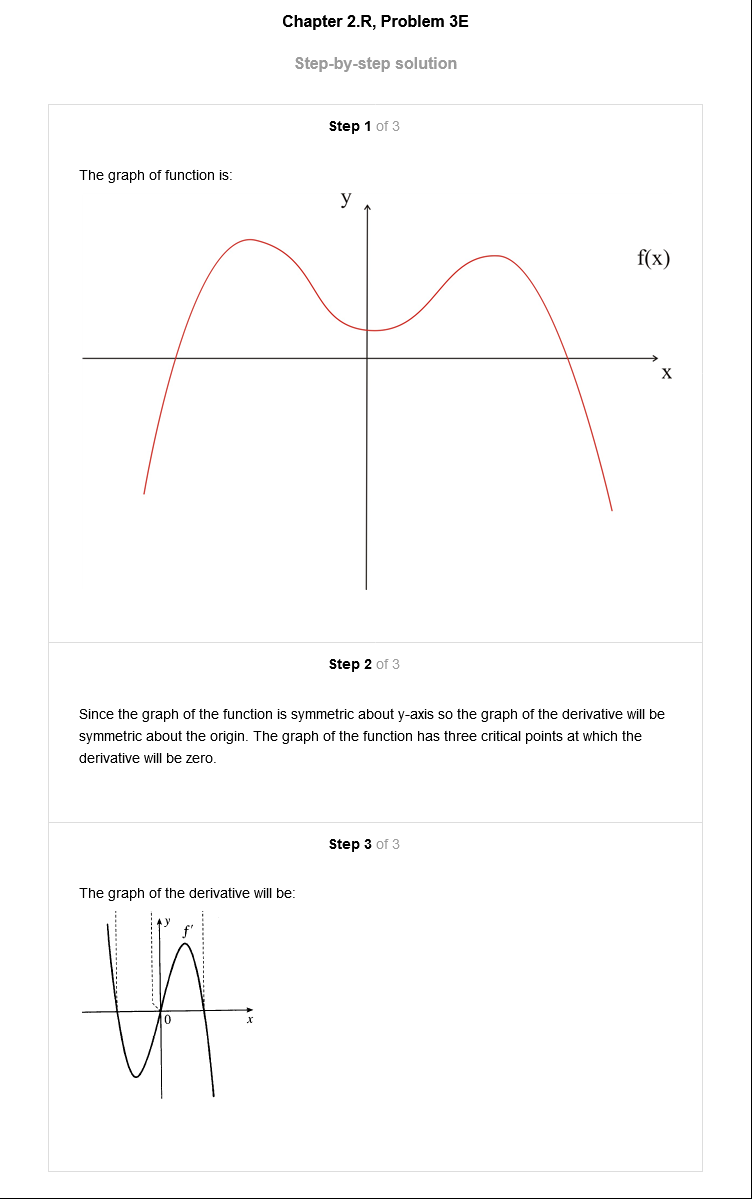 Chapter 2.R, Problem 3E
Step-by-step solution
Step 1 of 3
The graph of function is:
y
f(x)
x
Step 2 of 3
Since the graph of the function is symmetric about y-axis so the graph of the derivative will be
symmetric about the origin. The graph of the function has three critical points at which the
derivative will be zero.
Step 3 of 3
The graph of the derivative will be:
y
f'
0
x